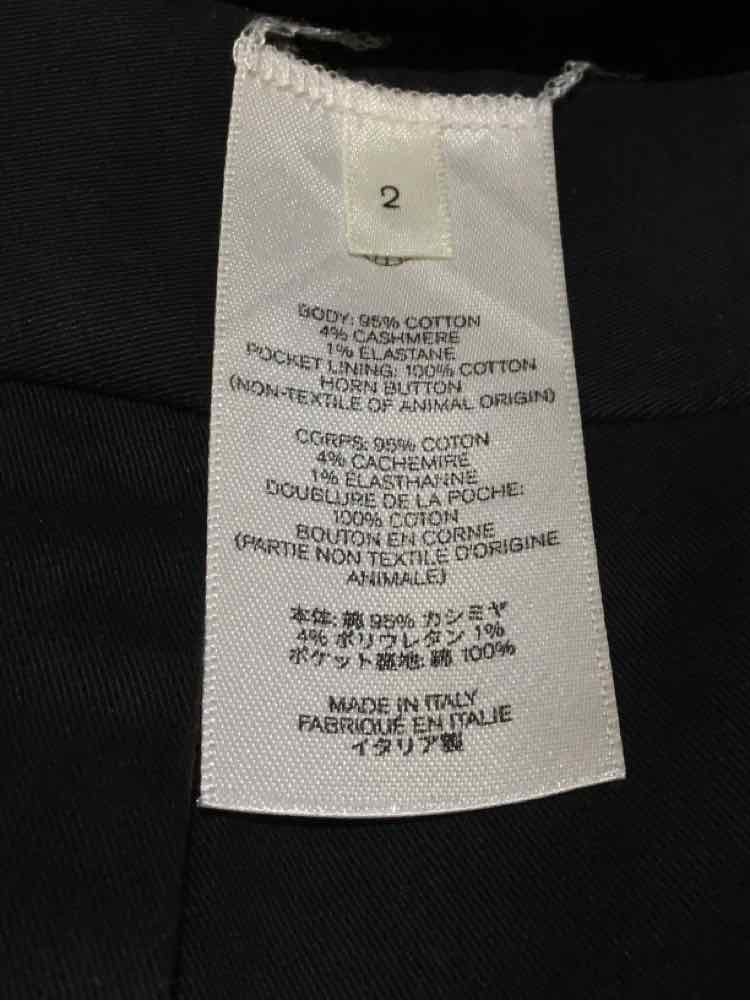 2
BODY: 95% COTTON
4% CASHMERE
1% ELASTANE
POCKET LINING: 100% COTTON
HORN BUTTON
(NON-TEXTILE OF ANIMAL ORIGIN)
CORPS: 95% COTON
4% CACHEMIRE
1% ÉLASTHANNE
DOUBLURE DE LA POCHE:
100% COTON
BOUTON EN CORNE
(PARTIE NON TEXTILE D'ORIGINE
ANIMALE)
本体: 綿 95% カシミヤ
4% ポリウレタン 1%
ポケット裏地: 綿 100%
MADE IN ITALY
FABRIQUÉ EN ITALIE
イタリア製